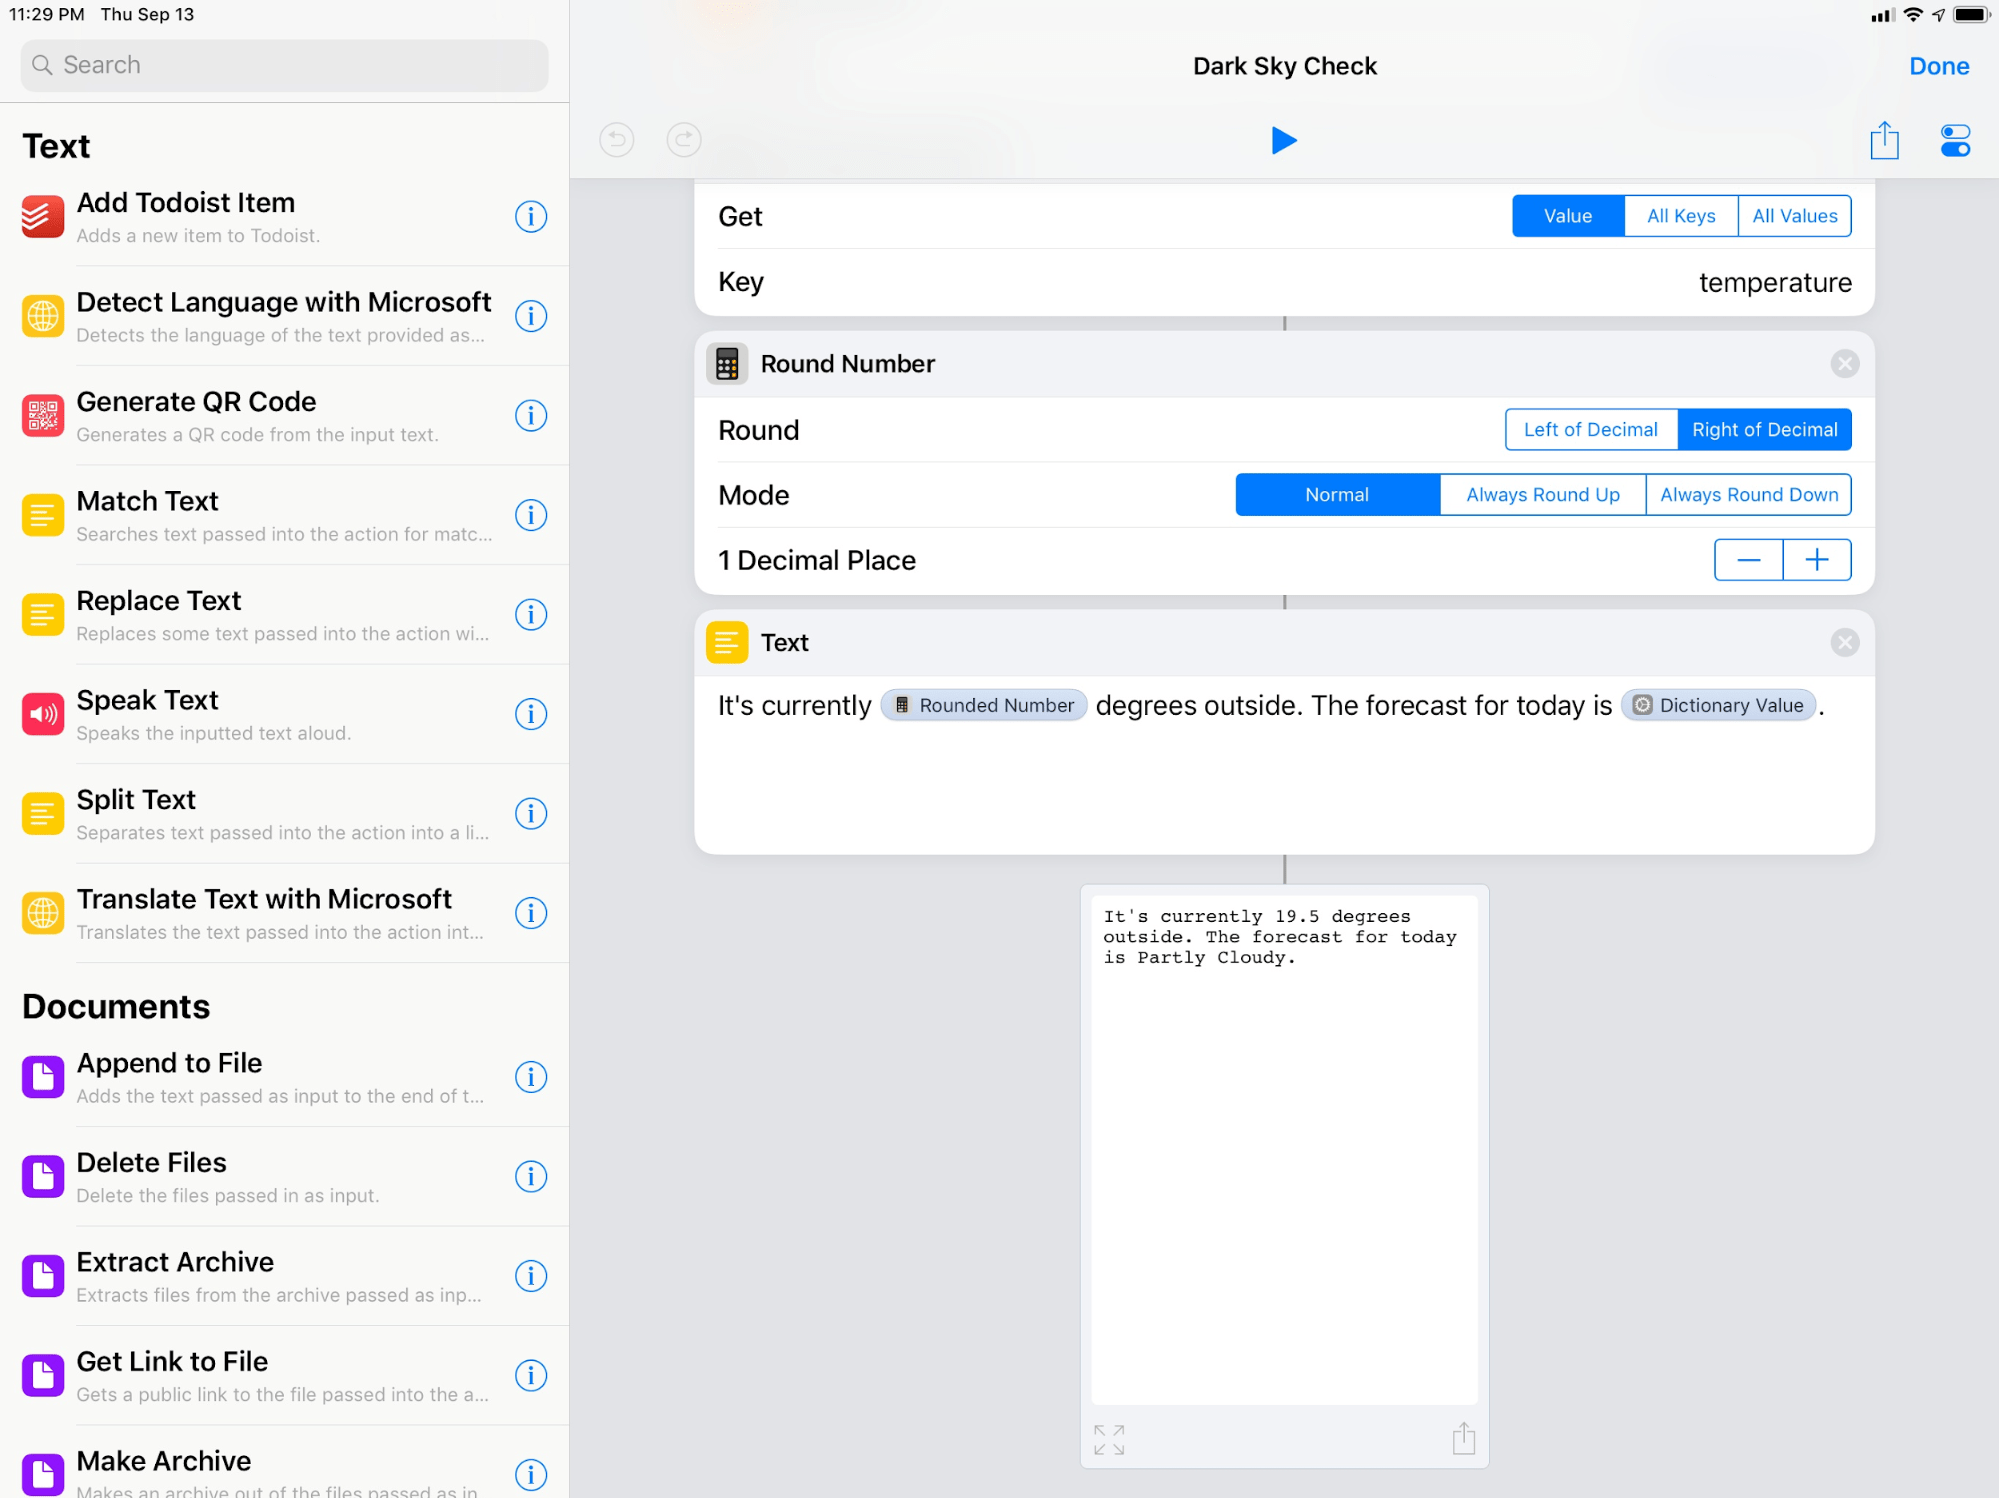 11:29 PM Thu Sep 13
Search
Text
Add Todoist Item
Adds a new item to Todoist.
Detect Language with Microsoft
Detects the language of the text provided as...
Generate QR Code
Generates a QR code from the input text.
Match Text
Searches text passed into the action for matc...
Replace Text
Replaces some text passed into the action wi...
Speak Text
Speaks the inputted text aloud.
Split Text
Separates text passed into the action into a li...
Translate Text with Microsoft
Translates the text passed into the action int...
Documents
Append to File
Adds the text passed as input to the end of t...
Delete Files
Delete the files passed in as input.
Extract Archive
Extracts files from the archive passed as inp...
Get Link to File
Gets a public link to the file passed into the a...
Make Archive
Makes an archive out of the files passed as in
Dark Sky Check
Done
Get Value All Keys All Values
Key temperature
Round Number
Round Left of Decimal Right of Decimal
Mode Normal Always Round Up Always Round Down
1 Decimal Place
Text
It's currently Rounded Number degrees outside. The forecast for today is Dictionary Value.
It's currently 19.5 degrees
outside. The forecast for today
is Partly Cloudy.